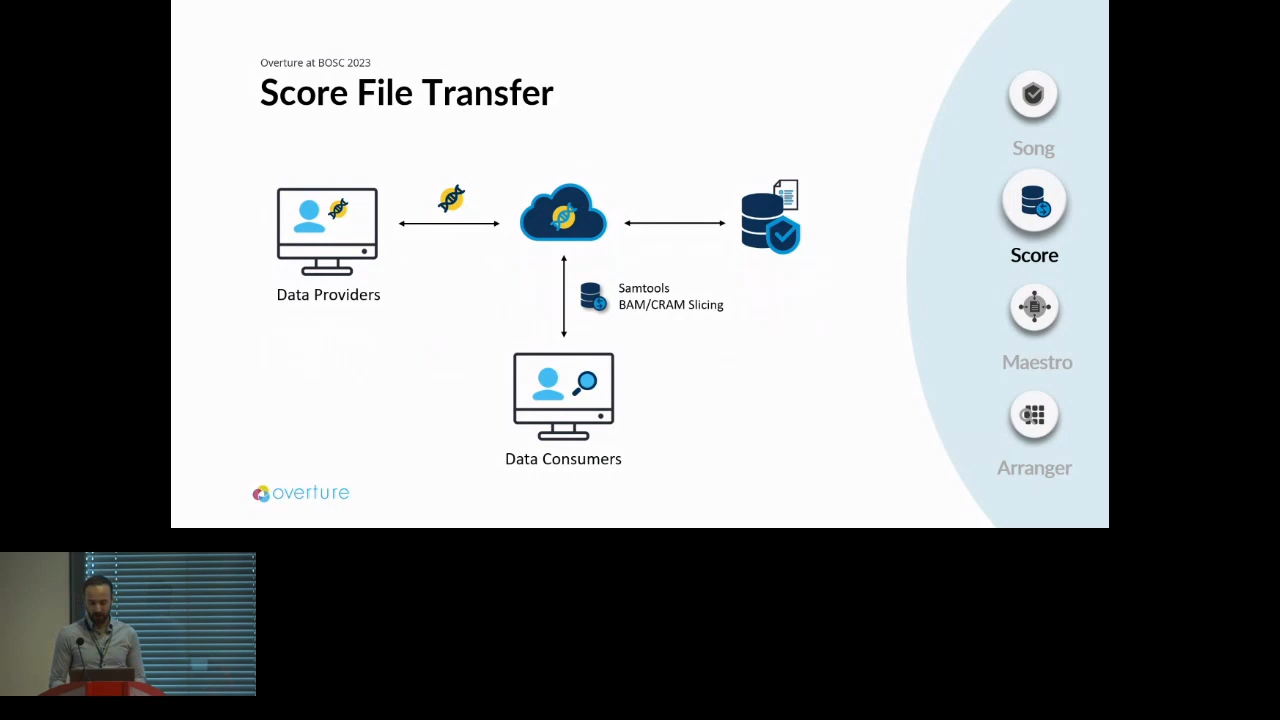 Overture at BOSC 2023
Score File Transfer
Data Providers
Samtools
BAM/CRAM Slicing
Data Consumers
overture
Song
Score
Maestro
Arranger